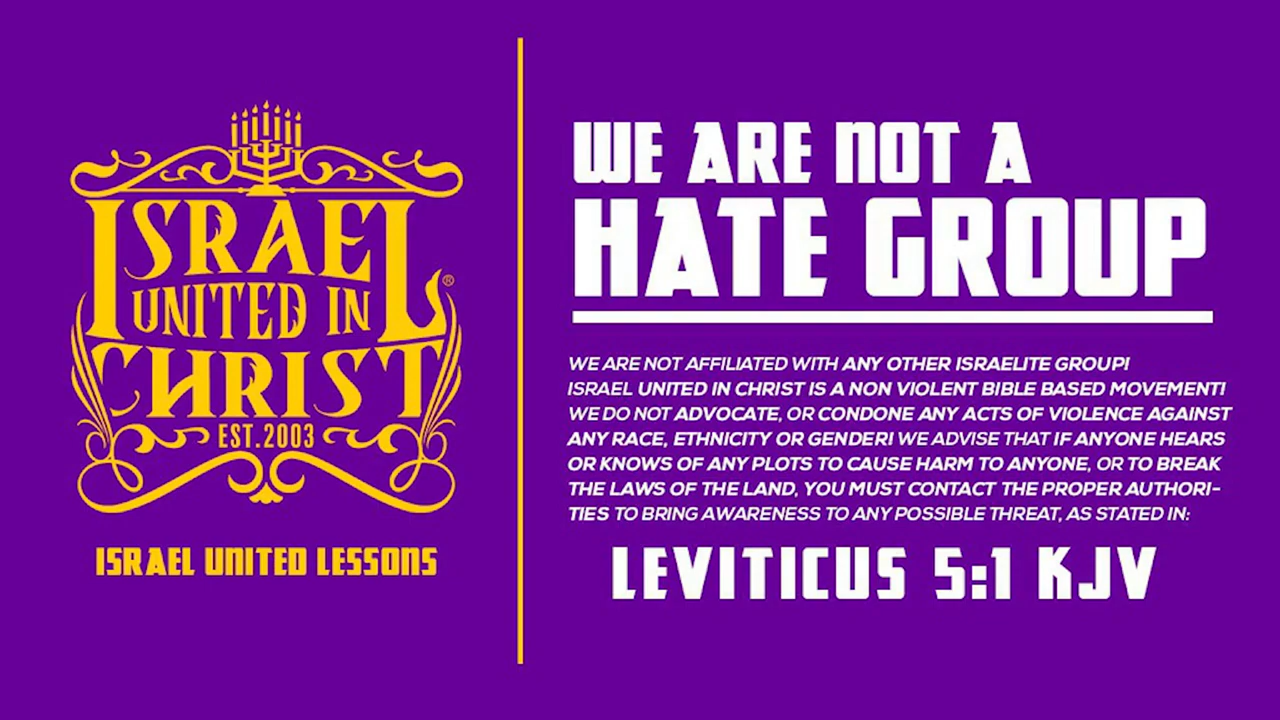 ISRAEL
UNITED IN
CHRIST
®
EST.2003
ISRAEL UNITED LESSONS
WE ARE NOT A
HATE GROUP
WE ARE NOT AFFILIATED WITH ANY OTHER ISRAELITE GROUP!
ISRAEL UNITED IN CHRIST IS A NON VIOLENT BIBLE BASED MOVEMENT!
WE DO NOT ADVOCATE, OR CONDONE ANY ACTS OF VIOLENCE AGAINST
ANY RACE, ETHNICITY OR GENDER! WE ADVISE THAT IF ANYONE HEARS
OR KNOWS OF ANY PLOTS TO CAUSE HARM TO ANYONE, OR TO BREAK
THE LAWS OF THE LAND, YOU MUST CONTACT THE PROPER AUTHORI-
TIES TO BRING AWARENESS TO ANY POSSIBLE THREAT, AS STATED IN:
LEVITICUS 5:1 KJV